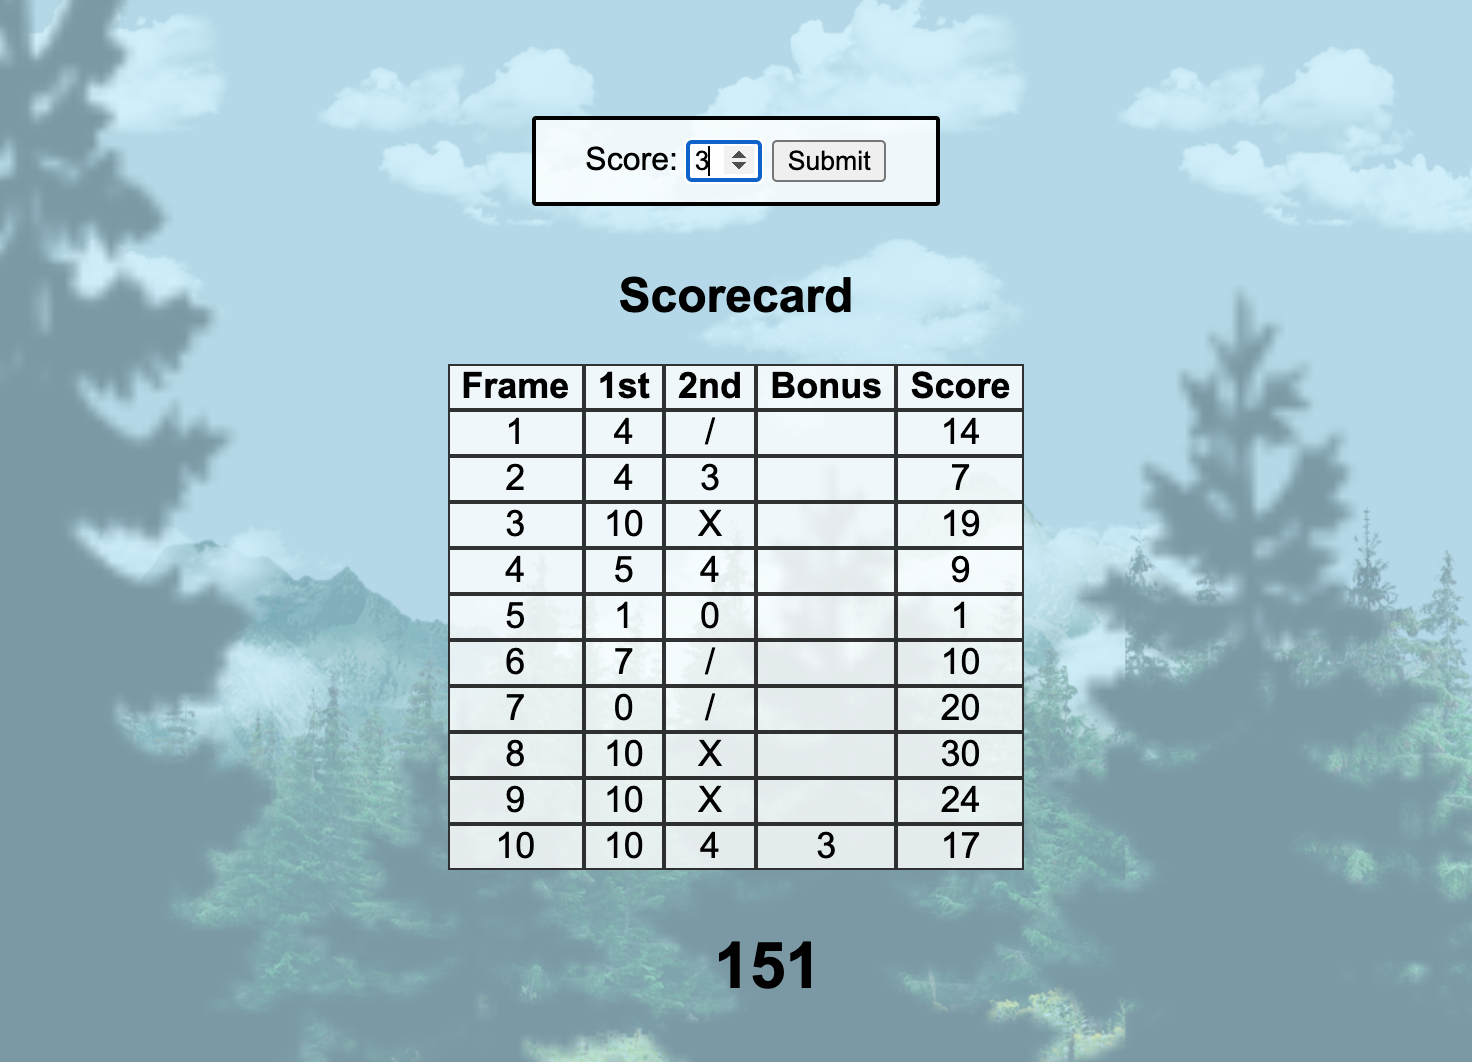 Score: 3 Submit
Scorecard
Frame 1st 2nd Bonus Score
1 4 / 14
2 4 3 7
3 10 X 19
4 5 4 9
5 1 0 1
6 7 / 10
7 0 / 20
8 10 X 30
9 10 X 24
10 10 4 3 17
151